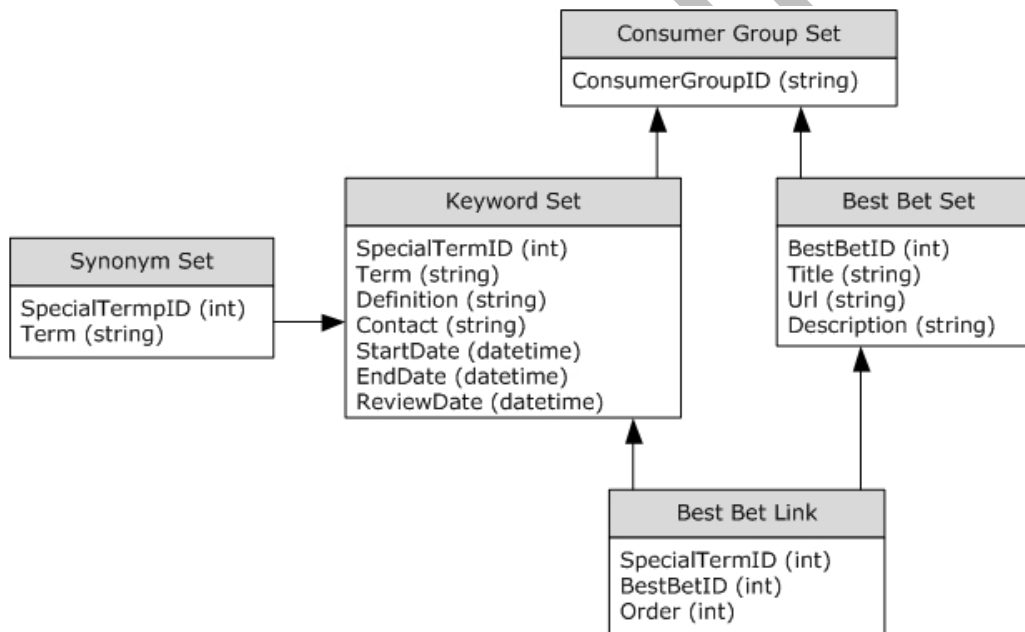 Consumer Group Set
ConsumerGroupID (string)
Keyword Set
SpecialTermID (int)
Term (string)
Definition (string)
Contact (string)
StartDate (datetime)
EndDate (datetime)
ReviewDate (datetime)
Best Bet Set
BestBetID (int)
Title (string)
Url (string)
Description (string)
Synonym Set
SpecialTermpID (int)
Term (string)
Best Bet Link
SpecialTermID (int)
BestBetID (int)
Order (int)